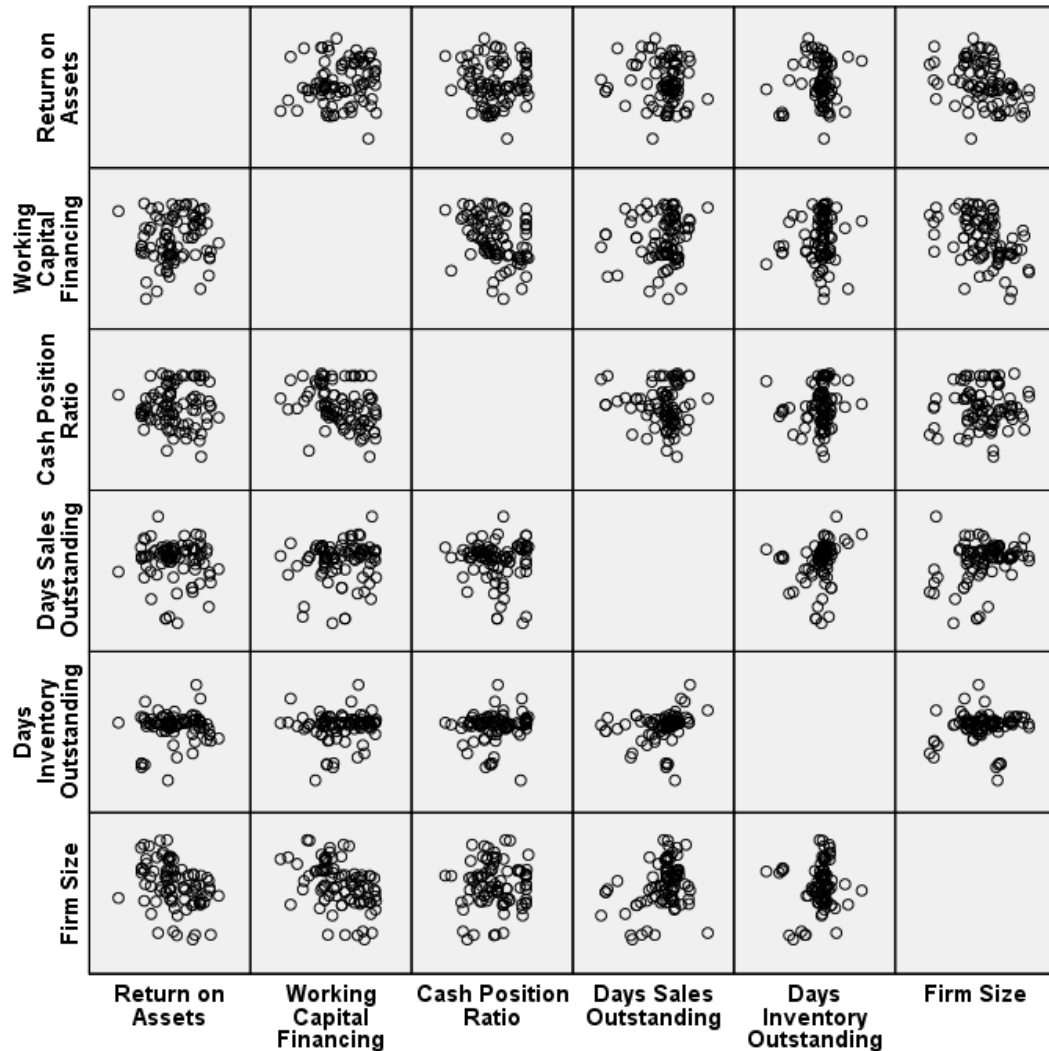 Return on
Assets
Working
Capital
Financing
Cash Position
Ratio
Days Sales
Outstanding
Days
Inventory
Outstanding
Firm Size
Return on
Assets
Working
Capital
Financing
Cash Position
Ratio
Days Sales
Outstanding
Days
Inventory
Outstanding
Firm Size